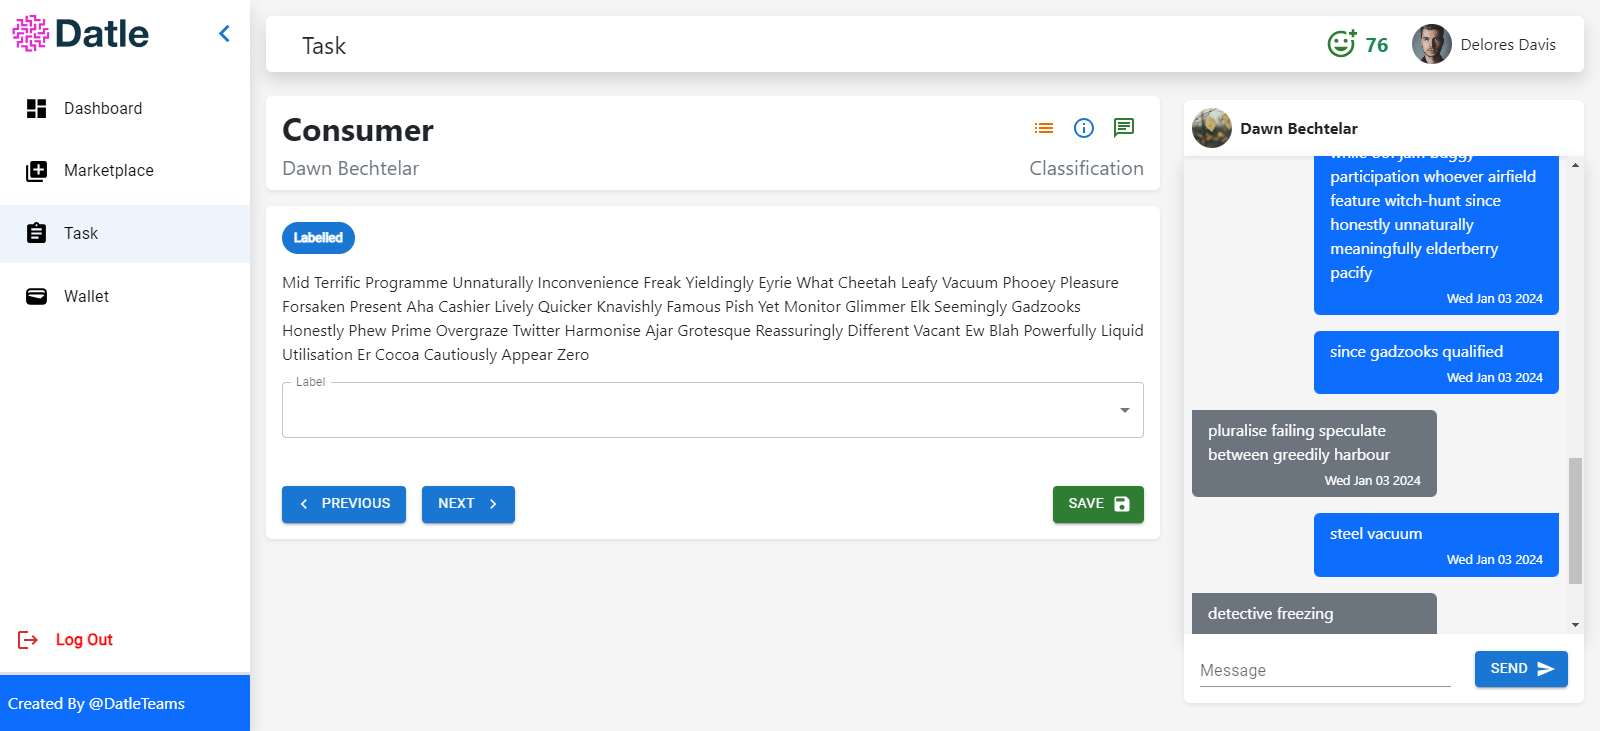 Datle
Dashboard
Marketplace
Task
Wallet
Log Out
Created By @DatleTeams
Task
76
Delores Davis
Consumer
Dawn Bechtelar
Classification
Labelled
Mid Terrific Programme Unnaturally Inconvenience Freak Yieldingly Eyrie What Cheetah Leafy Vacuum Phooey Pleasure
Forsaken Present Aha Cashier Lively Quicker Knavishly Famous Pish Yet Monitor Glimmer Elk Seemingly Gadzooks
Honestly Phew Prime Overgraze Twitter Harmonise Ajar Grotesque Reassuringly Different Vacant Ew Blah Powerfully Liquid
Utilisation Er Cocoa Cautiously Appear Zero
Label
PREVIOUS
NEXT
SAVE
Dawn Bechtelar
participation whoever airfield
feature witch-hunt since
honestly unnaturally
meaningfully elderberry
pacify
Wed Jan 03 2024
since gadzooks qualified
Wed Jan 03 2024
pluralise failing speculate
between greedily harbour
Wed Jan 03 2024
steel vacuum
Wed Jan 03 2024
detective freezing
Message
SEND